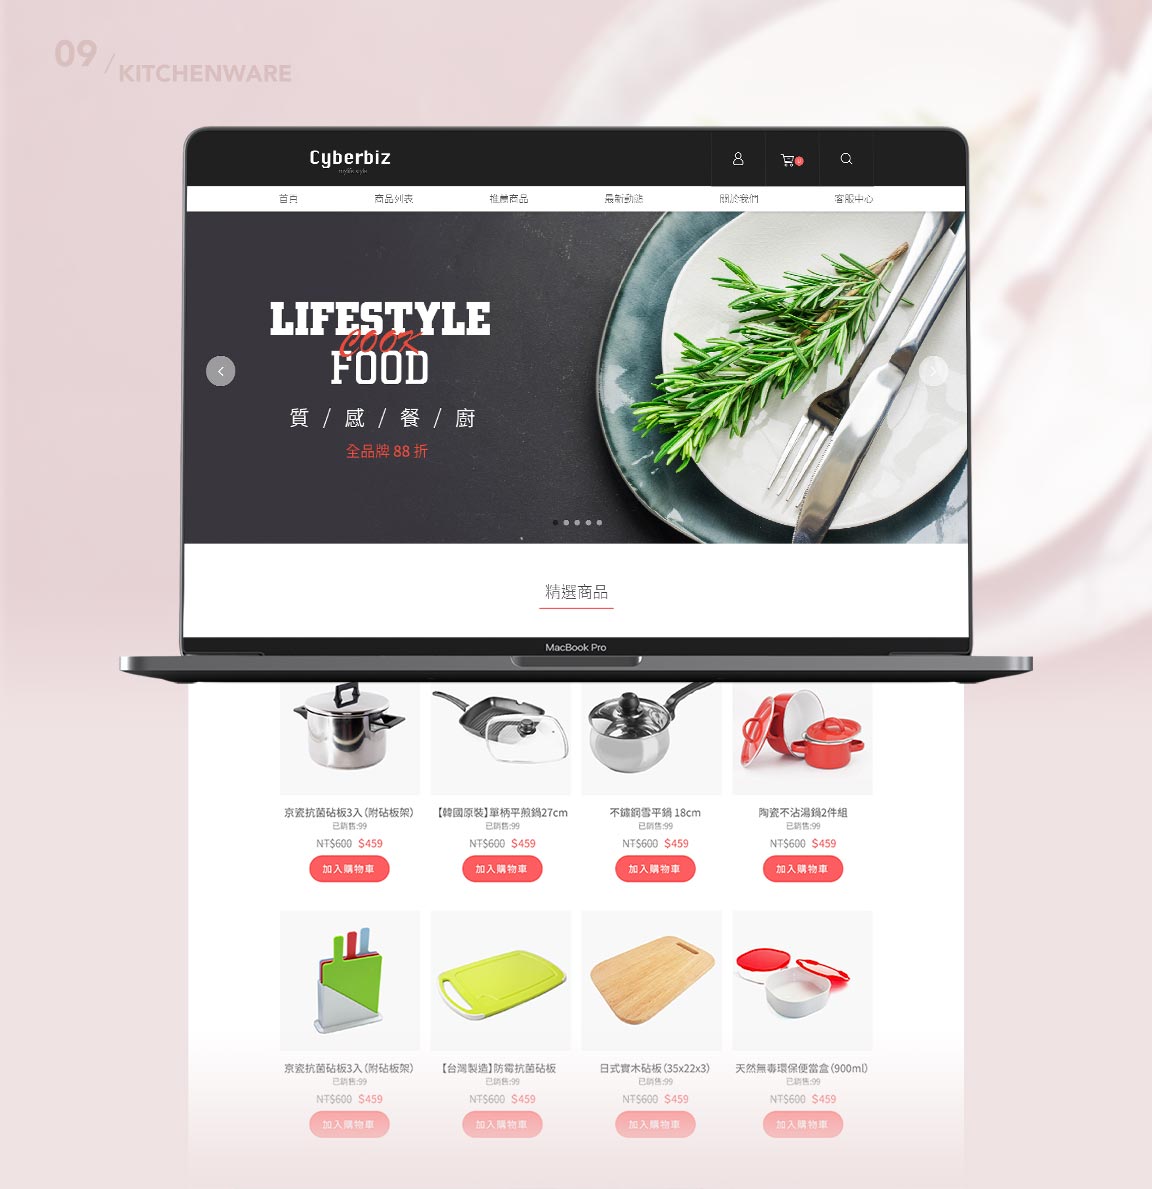 09 / KITCHENWARE
Cyberbiz
0
首頁 商品列表 推薦商品 最新動態 關於我們 客服中心
LIFESTYLE
COOK
FOOD
質 / 感 / 餐 / 廚
全品牌 88 折
精選商品
MacBook Pro
京瓷抗菌砧板3入（附砧板架） 【韓國原裝】單柄平煎鍋27cm 不鏽鋼雪平鍋 18cm 陶瓷不沾湯鍋2件組
已銷售:99 已銷售:99 已銷售:99 已銷售:99
NT$600 $459 NT$600 $459 NT$600 $459 NT$600 $459
加入購物車 加入購物車 加入購物車 加入購物車
京瓷抗菌砧板3入（附砧板架） 【台灣製造】防霉抗菌砧板 日式實木砧板（35x22x3） 天然無毒環保便當盒（900ml）
已銷售:99 已銷售:99 已銷售:99 已銷售:99
NT$600 $459 NT$600 $459 NT$600 $459 NT$600 $459
加入購物車 加入購物車 加入購物車 加入購物車